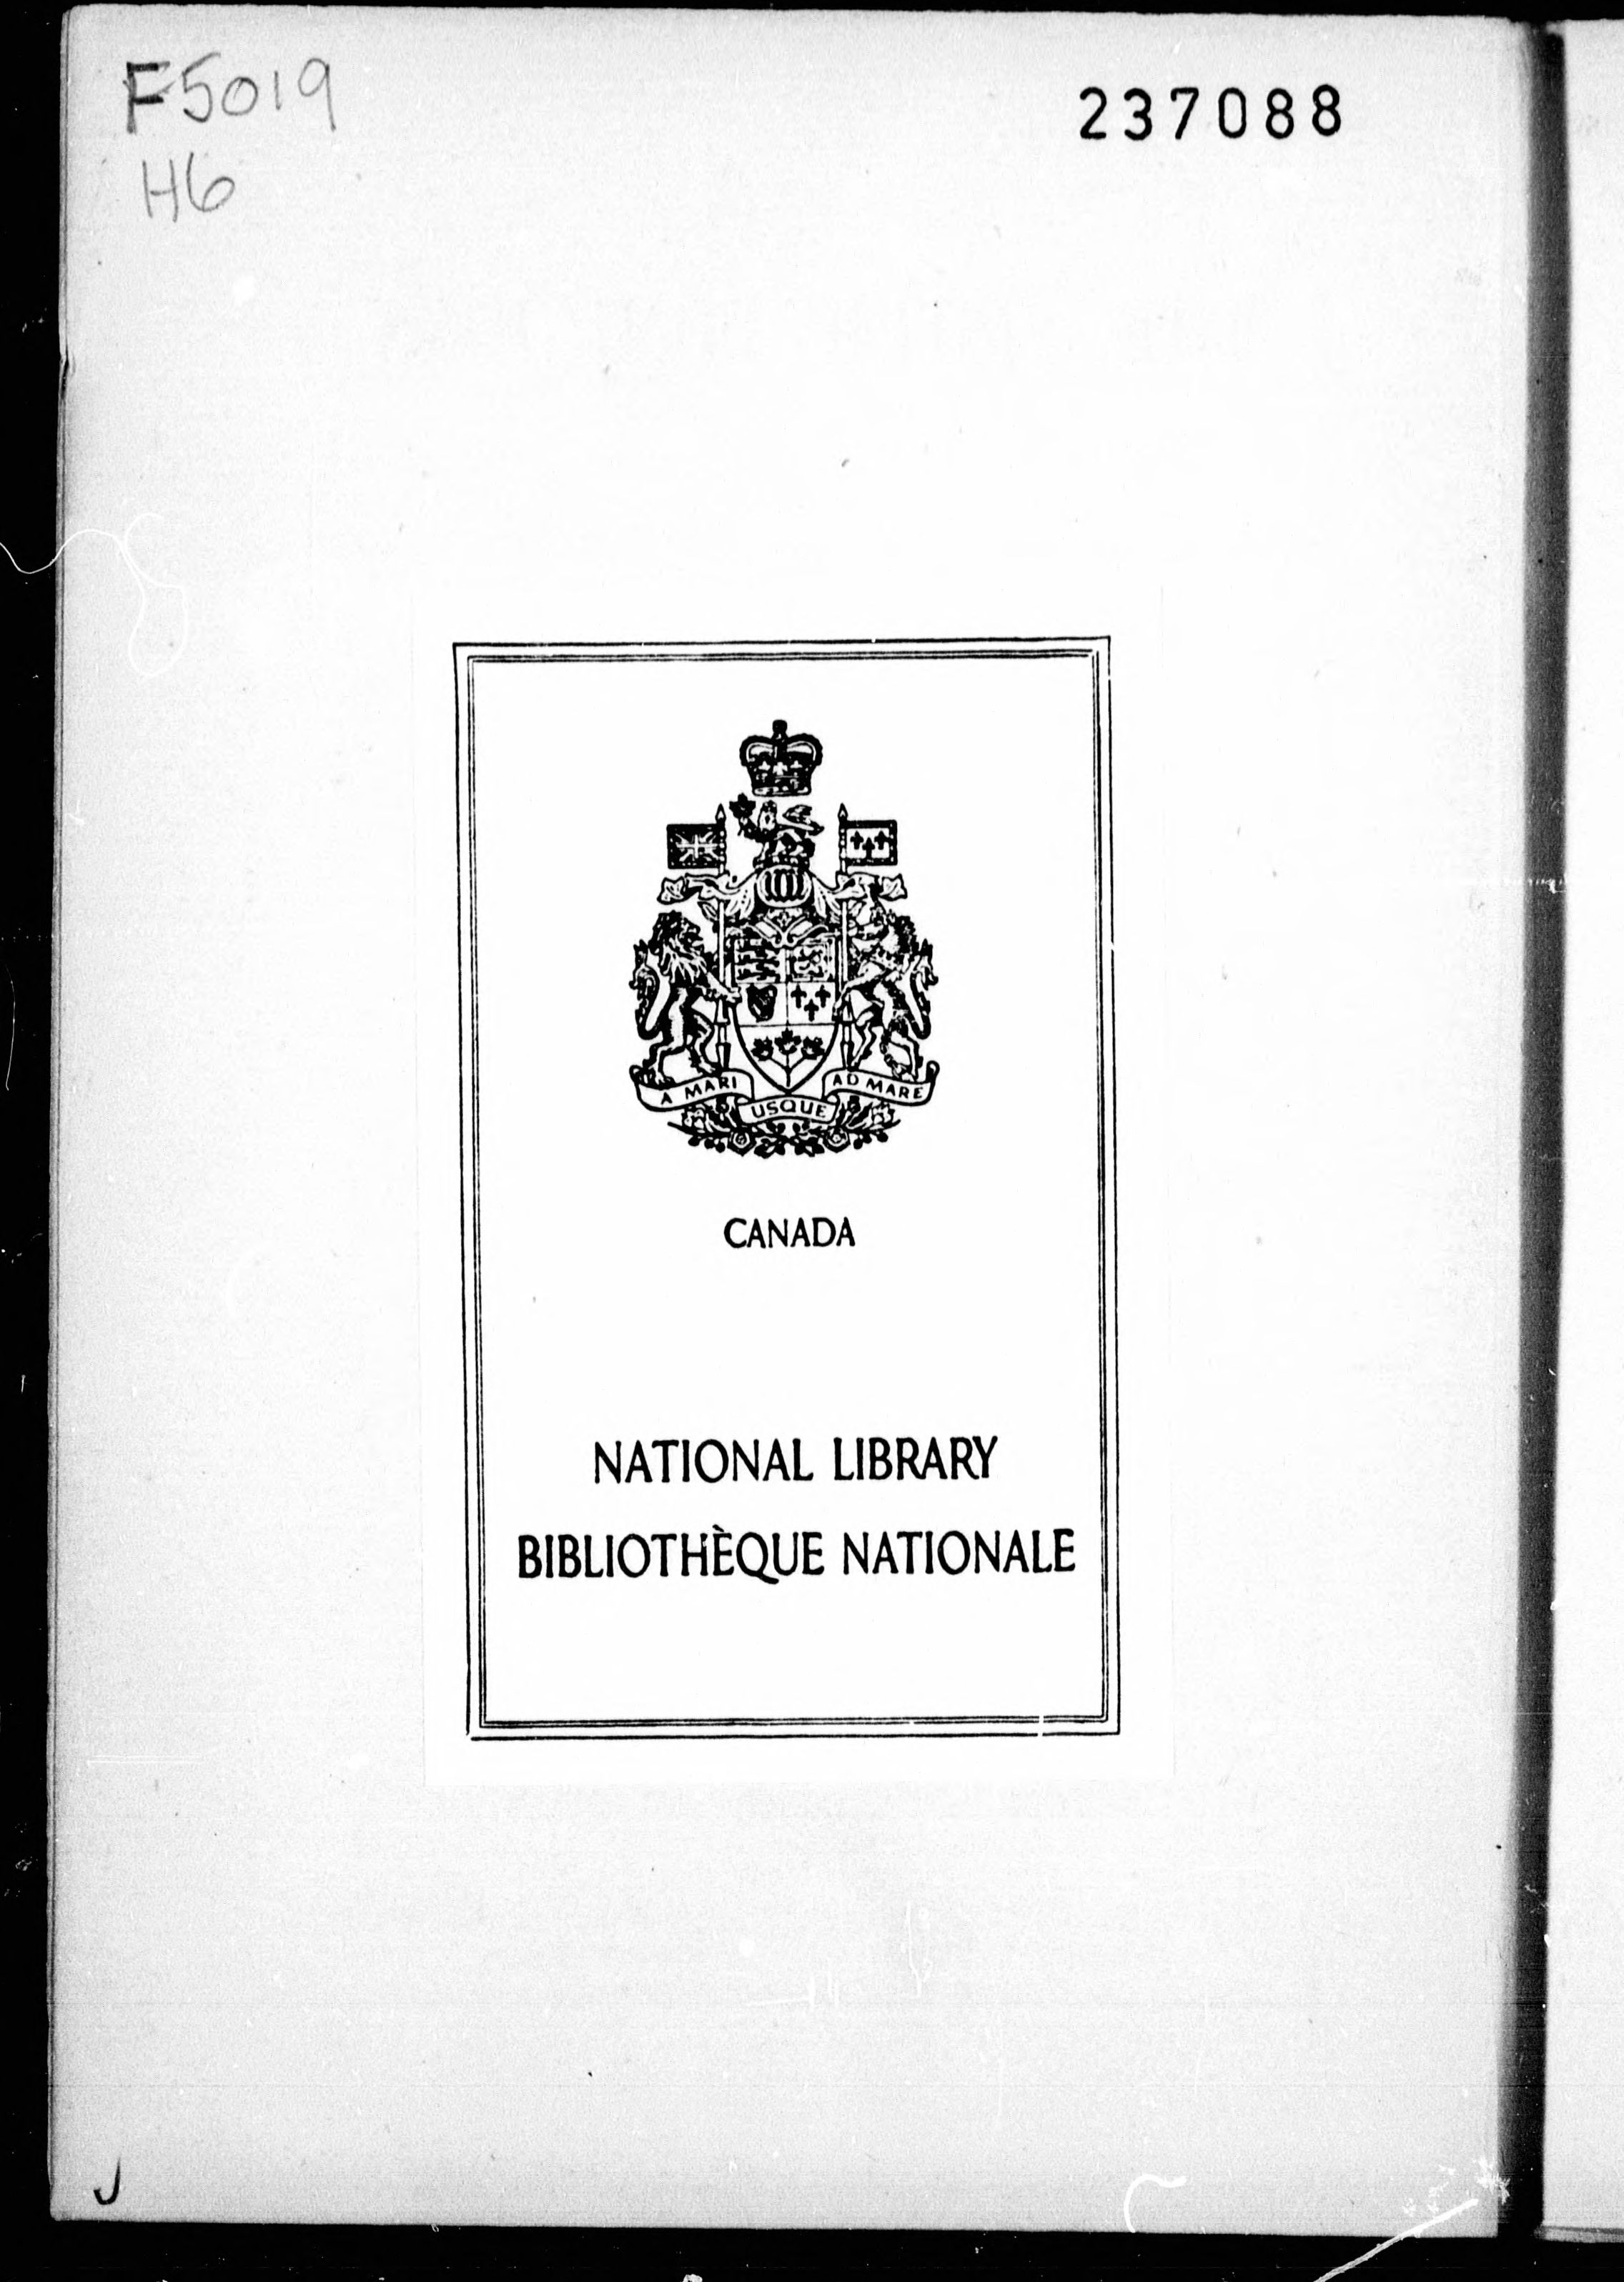 F5019
H6
237088
A MARI USQUE AD MARE
CANADA
NATIONAL LIBRARY
BIBLIOTHÈQUE NATIONALE